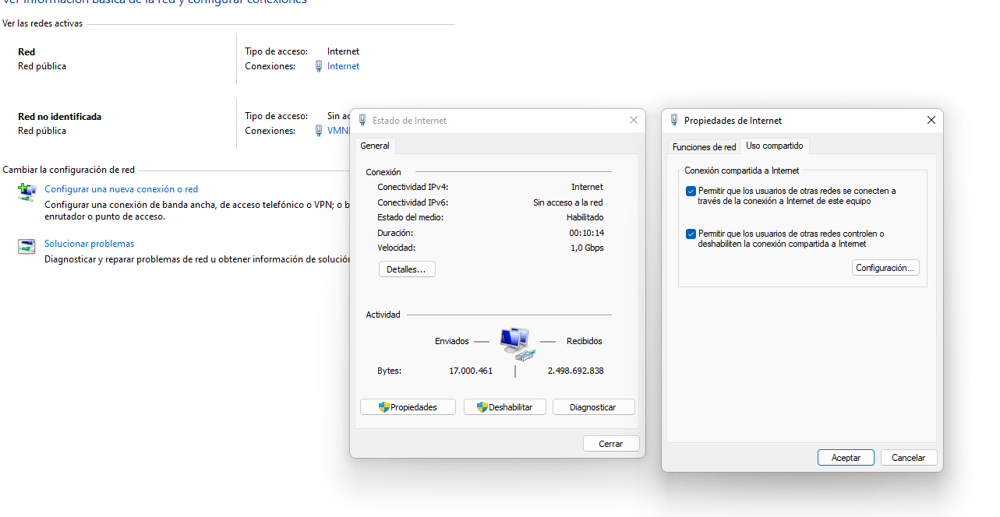 Ver información básica de la red y configurar conexiones
Ver las redes activas
Red
Red pública
Tipo de acceso: Internet
Conexiones: Internet
Red no identificada
Red pública
Tipo de acceso: Sin ac
Conexiones: VMN
Cambiar la configuración de red
Configurar una nueva conexión o red
Configurar una conexión de banda ancha, de acceso telefónico o VPN; o b
enrutador o punto de acceso.
Solucionar problemas
Diagnosticar y reparar problemas de red u obtener información de solución
Estado de Internet
General
Conexión
Conectividad IPv4: Internet
Conectividad IPv6: Sin acceso a la red
Estado del medio: Habilitado
Duración: 00:10:14
Velocidad: 1,0 Gbps
Detalles...
Actividad
Enviados Recibidos
Bytes: 17.000.461 2.498.692.838
Propiedades Deshabilitar Diagnosticar
Cerrar
Propiedades de Internet
Funciones de red Uso compartido
Conexión compartida a Internet
Permitir que los usuarios de otras redes se conecten a
través de la conexión a Internet de este equipo
Permitir que los usuarios de otras redes controlen o
deshabiliten la conexión compartida a Internet
Configuración...
Aceptar Cancelar